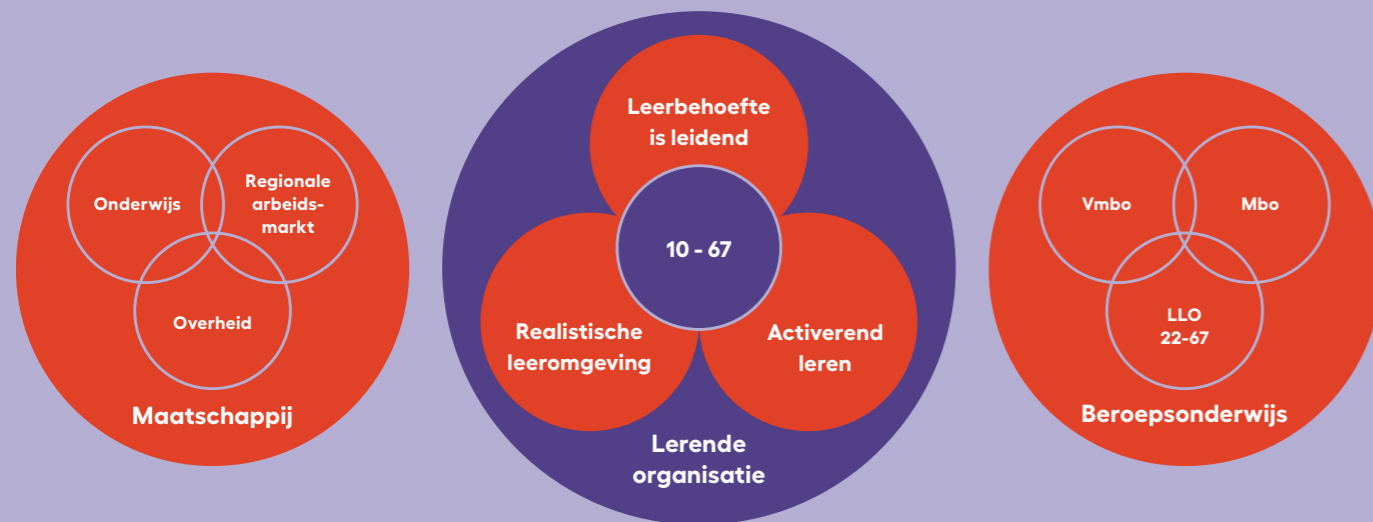 Onderwijs
Regionale
arbeids-
markt
Overheid
Maatschappij
Leerbehoefte
is leidend
10 - 67
Realistische
leeromgeving
Activerend
leren
Lerende
organisatie
Vmbo
Mbo
LLO
22-67
Beroepsonderwijs